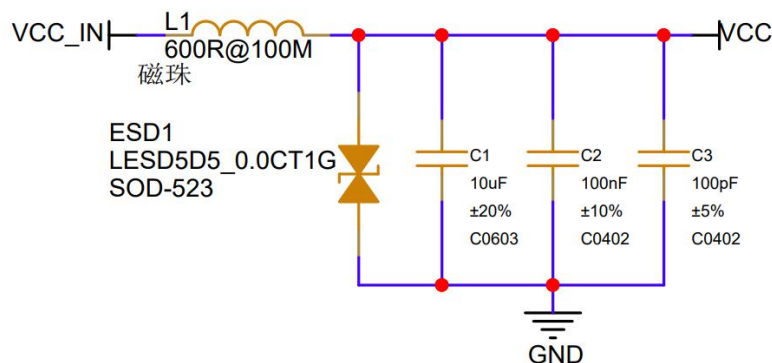 L1
VCC_IN
VCC
600R@100M
磁珠
ESD1
LESD5D5_0.0CT1G
SOD-523
C1
10uF
±20%
C0603
C2
100nF
±10%
C0402
C3
100pF
±5%
C0402
GND